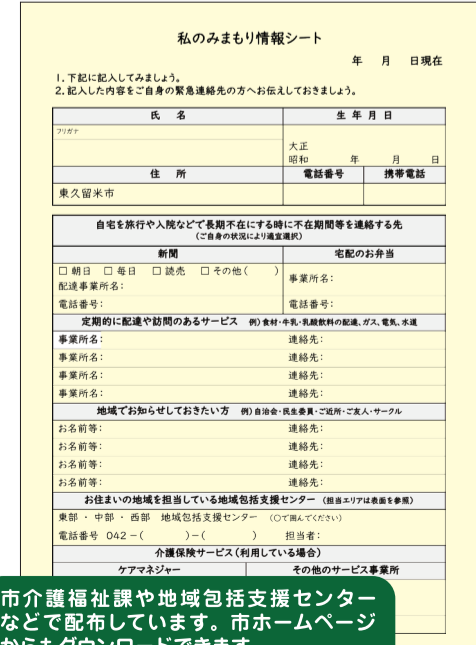 私のみまもり情報シート
年　月　日現在
1.下記に記入してみましょう。
2.記入した内容をご自身の緊急連絡先の方へお伝えしておきましょう。
氏　名　生年月日
フリガナ
大正
昭和　年　月　日
住　所　電話番号　携帯電話
東久留米市
自宅を旅行や入院などで長期不在にする時に不在期間等を連絡する先
(ご自身の状況により適宜選択)
新聞　宅配のお弁当
□朝日　□毎日　□読売　□その他(　)　事業所名:
配達事業所名:
電話番号:　電話番号:
定期的に配達や訪問のあるサービス　例)食材・牛乳・乳酸飲料の配達、ガス、電気、水道
事業所名:　連絡先:
事業所名:　連絡先:
事業所名:　連絡先:
事業所名:　連絡先:
地域でお知らせしておきたい方　例)自治会・民生委員・ご近所・ご友人・サークル
お名前等:　連絡先:
お名前等:　連絡先:
お名前等:　連絡先:
お名前等:　連絡先:
お住まいの地域を担当している地域包括支援センター　(担当エリアは表面を参照)
東部・中部・西部　地域包括支援センター　(○で囲んでください)
電話番号　042-(　)-(　)　担当者:
介護保険サービス(利用している場合)
ケアマネジャー　その他のサービス事業所
市介護福祉課や地域包括支援センター
などで配布しています。市ホームページ
からもダウンロードできます